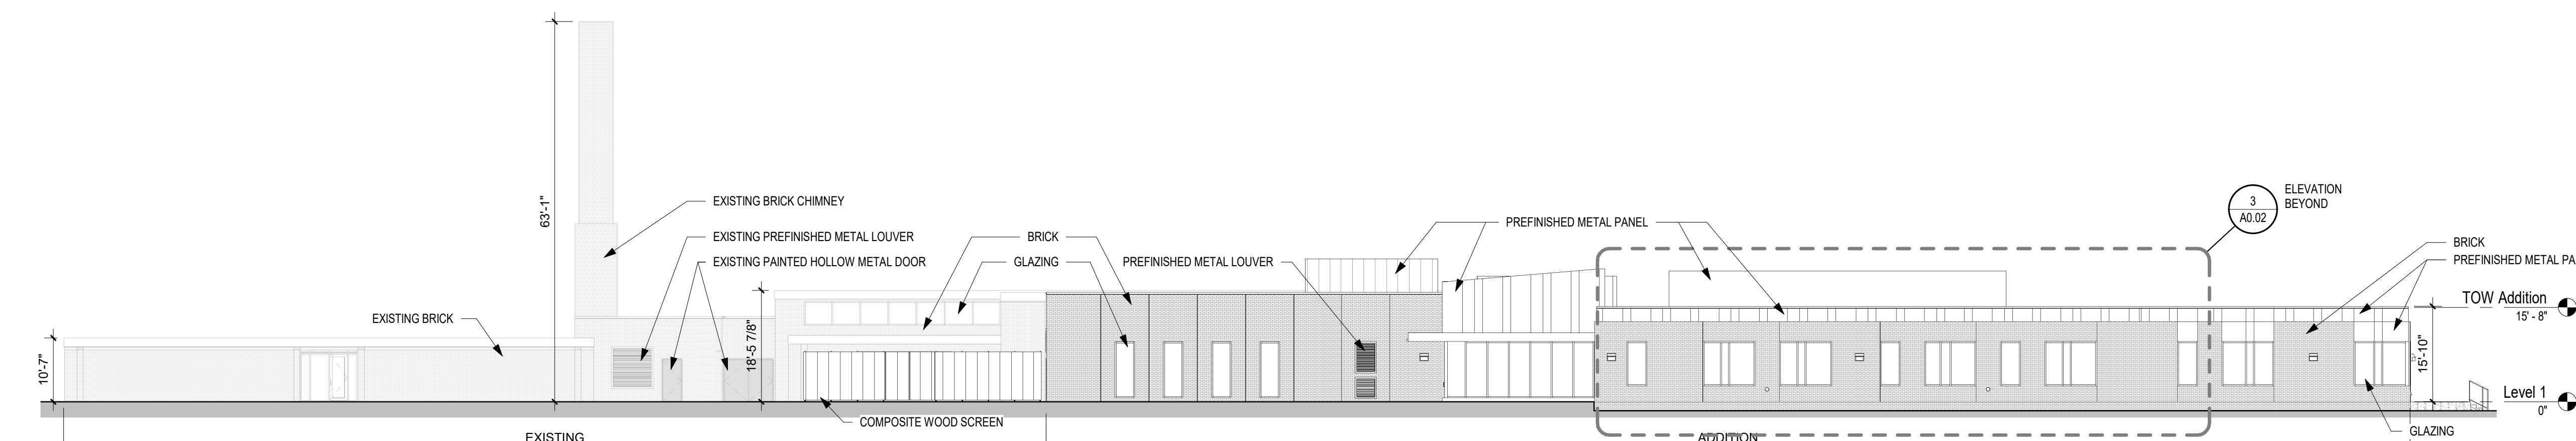 63'-1"
3
A0.02
ELEVATION
BEYOND
EXISTING BRICK CHIMNEY
PREFINISHED METAL PANEL
EXISTING PREFINISHED METAL LOUVER
BRICK
BRICK
EXISTING PAINTED HOLLOW METAL DOOR
GLAZING
PREFINISHED METAL LOUVER
PREFINISHED METAL PA
TOW Addition
15' - 8"
EXISTING BRICK
10'-7"
18'-5 7/8"
15'-10"
Level 1
0"
COMPOSITE WOOD SCREEN
GLAZING
EXISTING
ADDITION